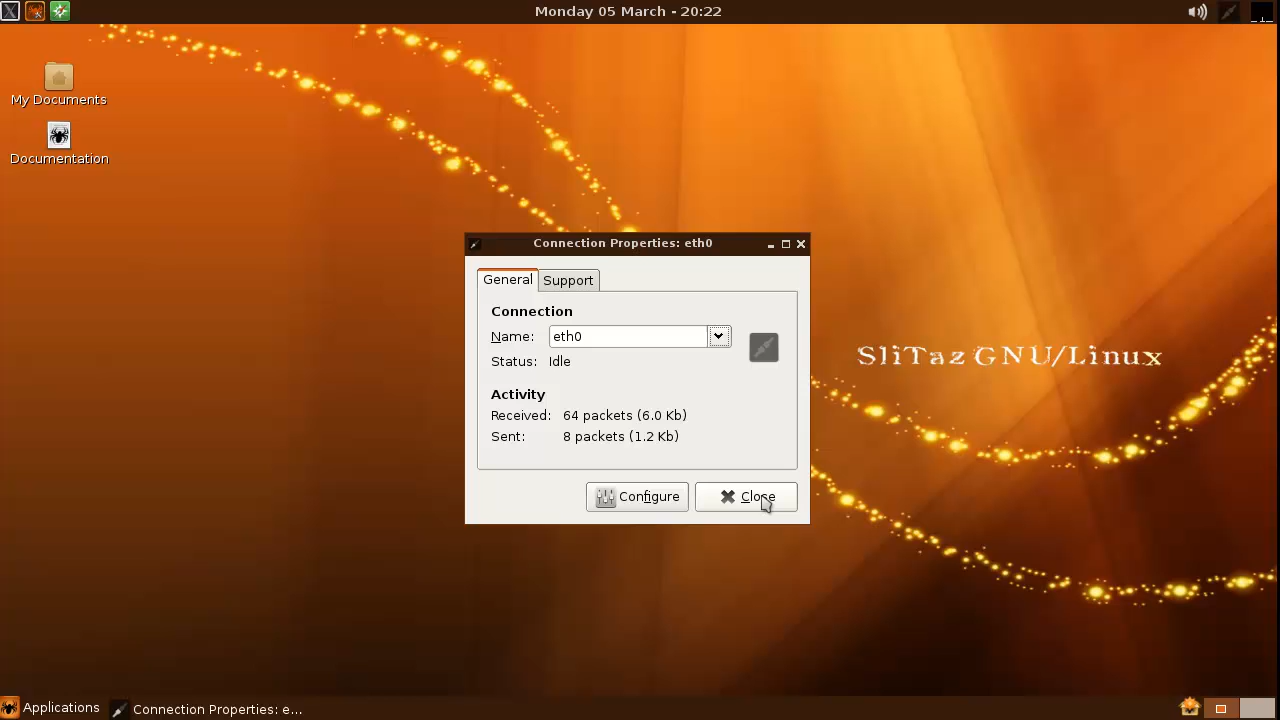 Monday 05 March - 20:22
My Documents
Documentation
Connection Properties: eth0
General
Support
Connection
Name: eth0
Status: Idle
Activity
Received: 64 packets (6.0 Kb)
Sent: 8 packets (1.2 Kb)
Configure
Close
SliTaz GNU/Linux
Applications
Connection Properties: e...